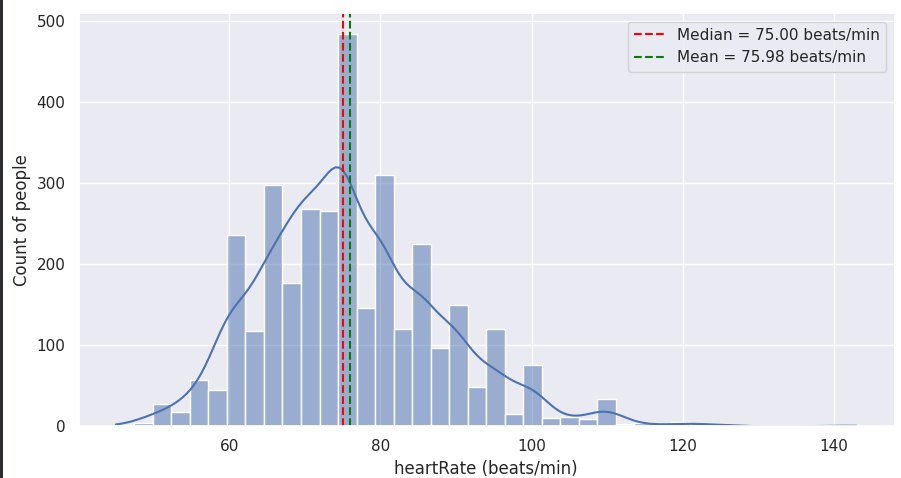 500
400
300
200
100
0
Count of people
Median = 75.00 beats/min
Mean = 75.98 beats/min
60 80 100 120 140
heartRate (beats/min)